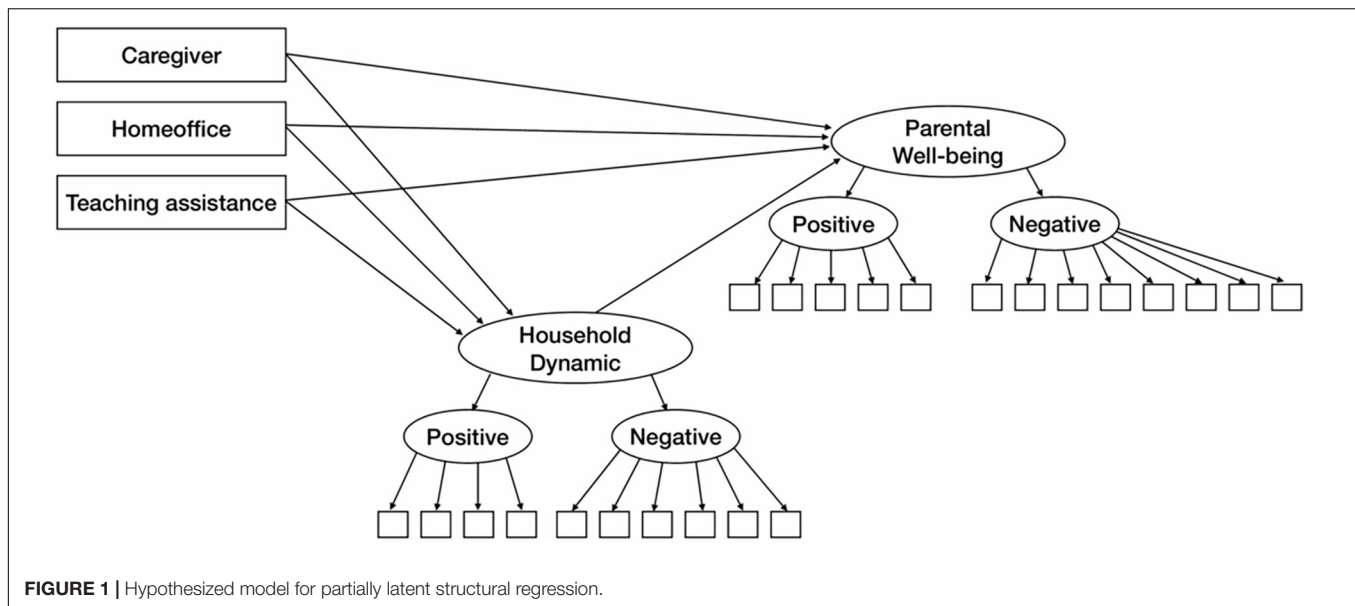 Caregiver
Homeoffice
Teaching assistance
Parental
Well-being
Positive
Negative
Household
Dynamic
Positive
Negative
FIGURE 1 | Hypothesized model for partially latent structural regression.